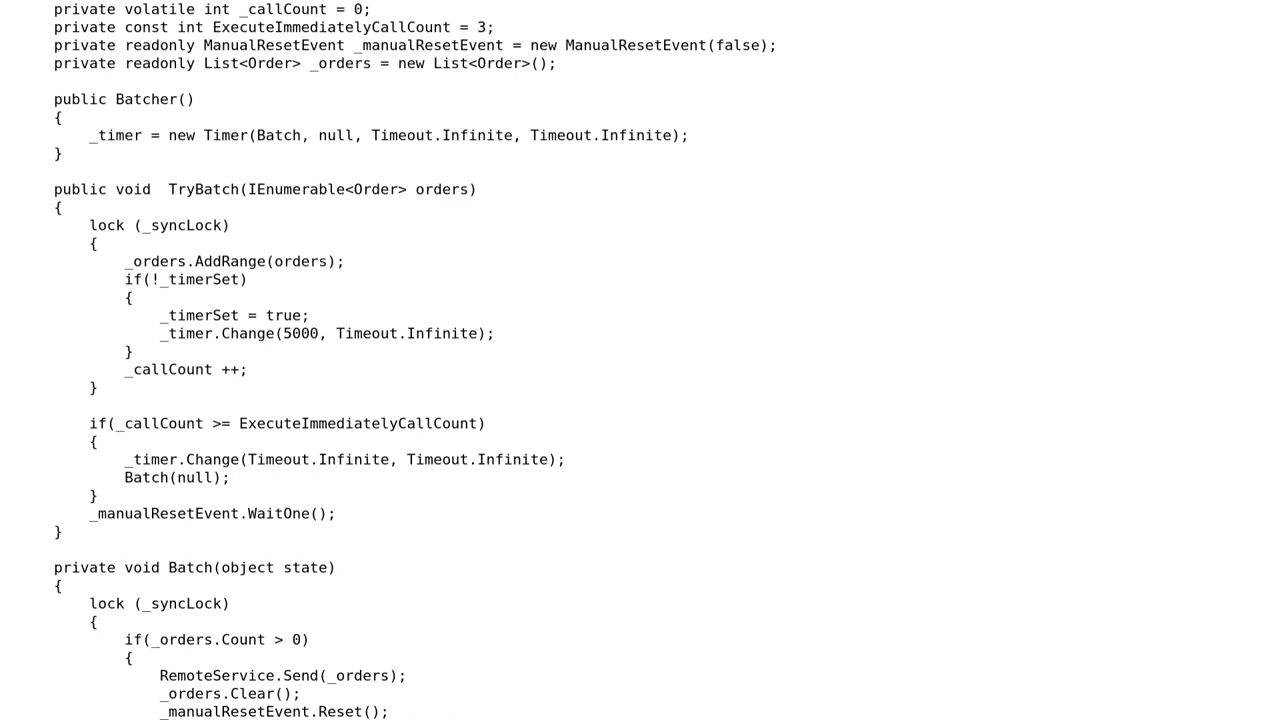 private volatile int _callCount = 0;
private const int ExecuteImmediatelyCallCount = 3;
private readonly ManualResetEvent _manualResetEvent = new ManualResetEvent(false);
private readonly List<Order> _orders = new List<Order>();
public Batcher()
{
_timer = new Timer(Batch, null, Timeout.Infinite, Timeout.Infinite);
}
public void  TryBatch(IEnumerable<Order> orders)
{
lock (_syncLock)
{
_orders.AddRange(orders);
if(!_timerSet)
{
_timerSet = true;
_timer.Change(5000, Timeout.Infinite);
}
_callCount ++;
}
if(_callCount >= ExecuteImmediatelyCallCount)
{
_timer.Change(Timeout.Infinite, Timeout.Infinite);
Batch(null);
}
_manualResetEvent.WaitOne();
}
private void Batch(object state)
{
lock (_syncLock)
{
if(_orders.Count > 0)
{
RemoteService.Send(_orders);
_orders.Clear();
_manualResetEvent.Reset();